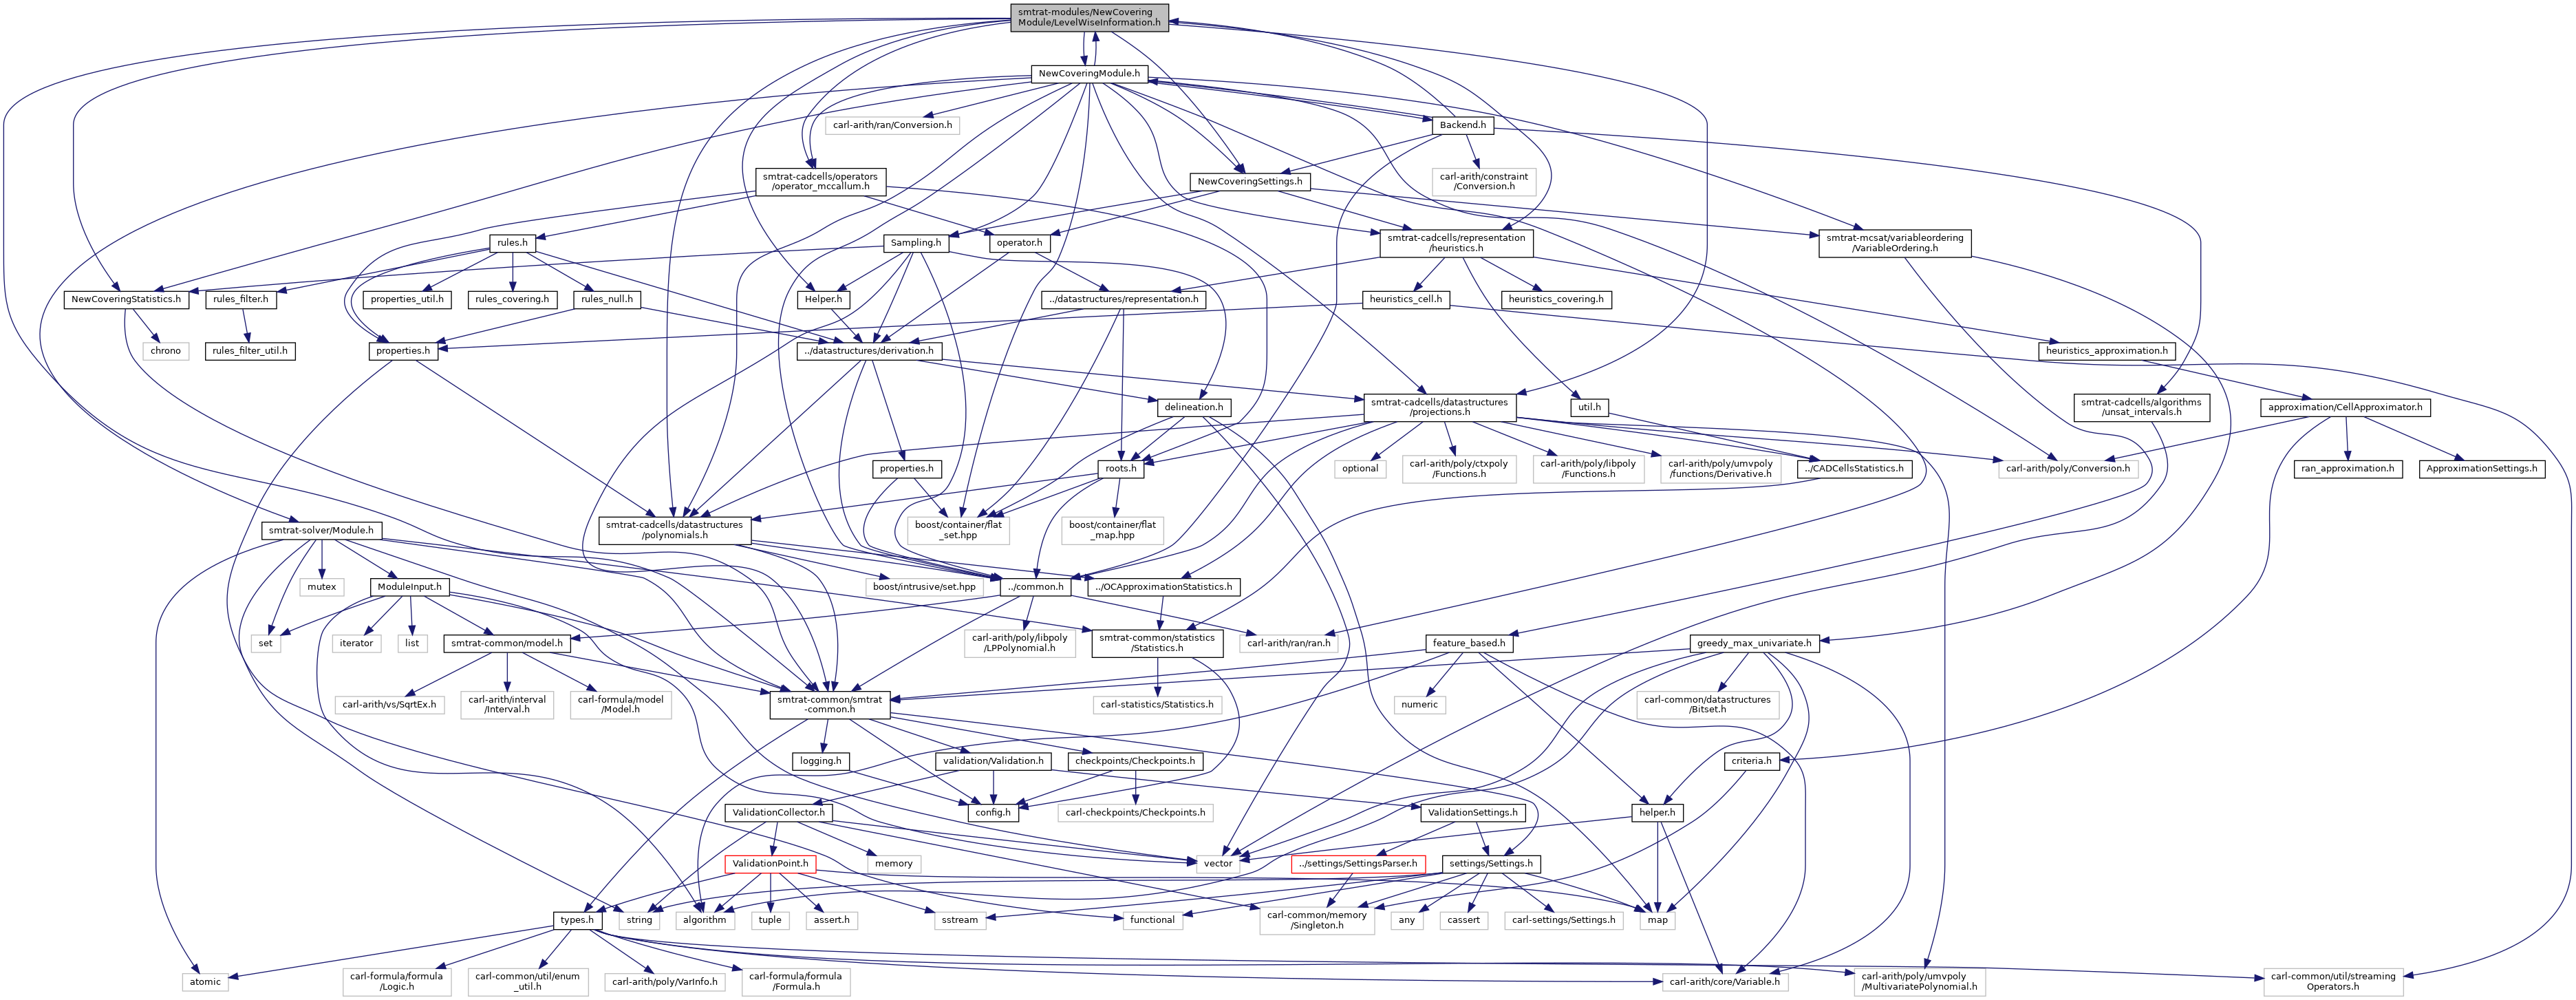 smtrat-modules/NewCovering
Module/LevelWiseInformation.h
NewCoveringModule.h
carl-arith/ran/Conversion.h
Backend.h
smtrat-cadcells/operators
/operator_mccallum.h
NewCoveringSettings.h
carl-arith/constraint
/Conversion.h
rules.h
Sampling.h
operator.h
smtrat-cadcells/representation
/heuristics.h
smtrat-mcsat/variableordering
/VariableOrdering.h
NewCoveringStatistics.h
rules_filter.h
properties_util.h
rules_covering.h
rules_null.h
Helper.h
../datastructures/representation.h
heuristics_cell.h
heuristics_covering.h
chrono
rules_filter_util.h
properties.h
../datastructures/derivation.h
heuristics_approximation.h
delineation.h
smtrat-cadcells/datastructures
/projections.h
util.h
smtrat-cadcells/algorithms
/unsat_intervals.h
approximation/CellApproximator.h
properties.h
roots.h
optional
carl-arith/poly/ctxpoly
/Functions.h
carl-arith/poly/libpoly
/Functions.h
carl-arith/poly/umvpoly
/functions/Derivative.h
../CADCellsStatistics.h
carl-arith/poly/Conversion.h
ran_approximation.h
ApproximationSettings.h
smtrat-solver/Module.h
smtrat-cadcells/datastructures
/polynomials.h
boost/container/flat
_set.hpp
boost/container/flat
_map.hpp
mutex
ModuleInput.h
boost/intrusive/set.hpp
../common.h
../OCApproximationStatistics.h
set
iterator
list
smtrat-common/model.h
carl-arith/poly/libpoly
/LPPolynomial.h
smtrat-common/statistics
/Statistics.h
carl-arith/ran/ran.h
feature_based.h
greedy_max_univariate.h
carl-arith/vs/SqrtEx.h
carl-arith/interval
/Interval.h
carl-formula/model
/Model.h
smtrat-common/smtrat
-common.h
carl-statistics/Statistics.h
numeric
carl-common/datastructures
/Bitset.h
logging.h
validation/Validation.h
checkpoints/Checkpoints.h
criteria.h
ValidationCollector.h
config.h
carl-checkpoints/Checkpoints.h
ValidationSettings.h
helper.h
ValidationPoint.h
memory
vector
../settings/SettingsParser.h
settings/Settings.h
types.h
string
algorithm
tuple
assert.h
sstream
functional
carl-common/memory
/Singleton.h
any
cassert
carl-settings/Settings.h
map
atomic
carl-formula/formula
/Logic.h
carl-common/util/enum
_util.h
carl-arith/poly/VarInfo.h
carl-formula/formula
/Formula.h
carl-arith/core/Variable.h
carl-arith/poly/umvpoly
/MultivariatePolynomial.h
carl-common/util/streaming
Operators.h